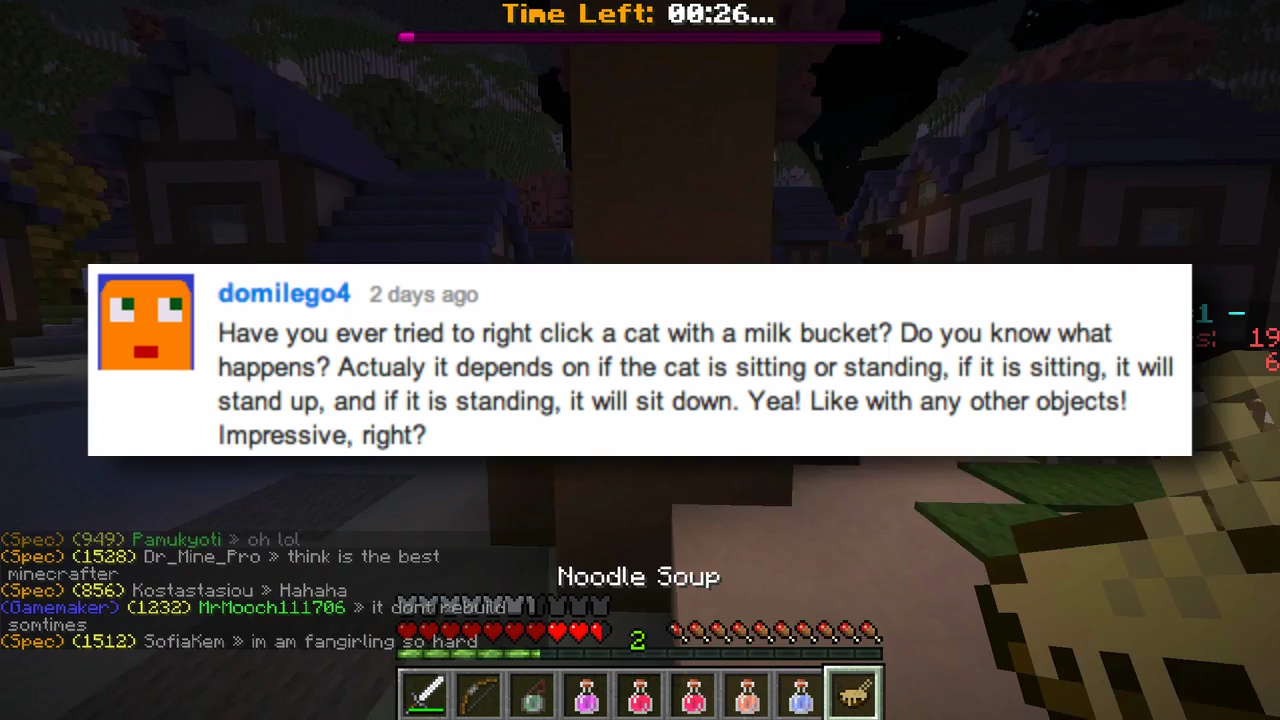 Time Left: 00:26...
domilego4 2 days ago
Have you ever tried to right click a cat with a milk bucket? Do you know what
happens? Actualy it depends on if the cat is sitting or standing, if it is sitting, it will
stand up, and if it is standing, it will sit down. Yea! Like with any other objects!
Impressive, right?
1 -
s: 19
6
(Spec) (949) Pamukyoti » oh lol
(Spec) (1528) Dr_Mine_Pro » think is the best
minecrafter
(Spec) (856) Kostastasiou » Hahaha
(Gamemaker) (1232) MrMooch111706 » it dont rebuild
somtimes
(Spec) (1512) SofiaKem » im am fangirling so hard
Noodle Soup
2